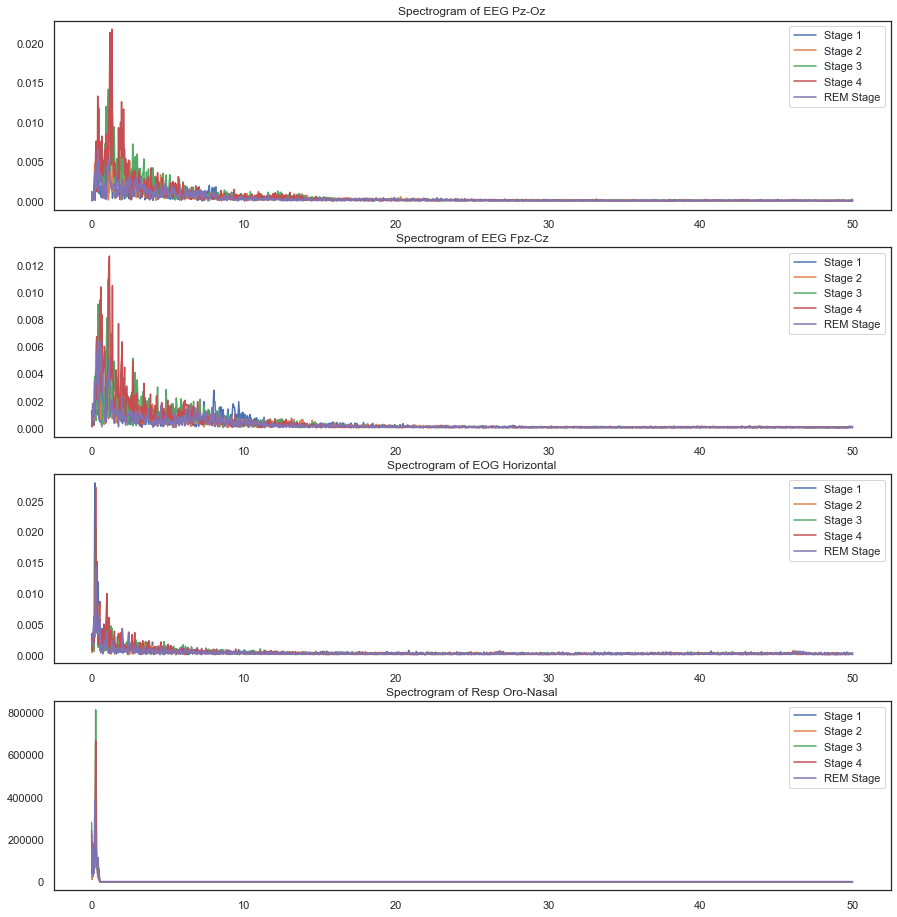 Spectrogram of EEG Pz-Oz
Stage 1
Stage 2
Stage 3
Stage 4
REM Stage
0.020
0.015
0.010
0.005
0.000
0 10 20 30 40 50
Spectrogram of EEG Fpz-Cz
Stage 1
Stage 2
Stage 3
Stage 4
REM Stage
0.012
0.010
0.008
0.006
0.004
0.002
0.000
0 10 20 30 40 50
Spectrogram of EOG Horizontal
Stage 1
Stage 2
Stage 3
Stage 4
REM Stage
0.025
0.020
0.015
0.010
0.005
0.000
0 10 20 30 40 50
Spectrogram of Resp Oro-Nasal
Stage 1
Stage 2
Stage 3
Stage 4
REM Stage
800000
600000
400000
200000
0
0 10 20 30 40 50